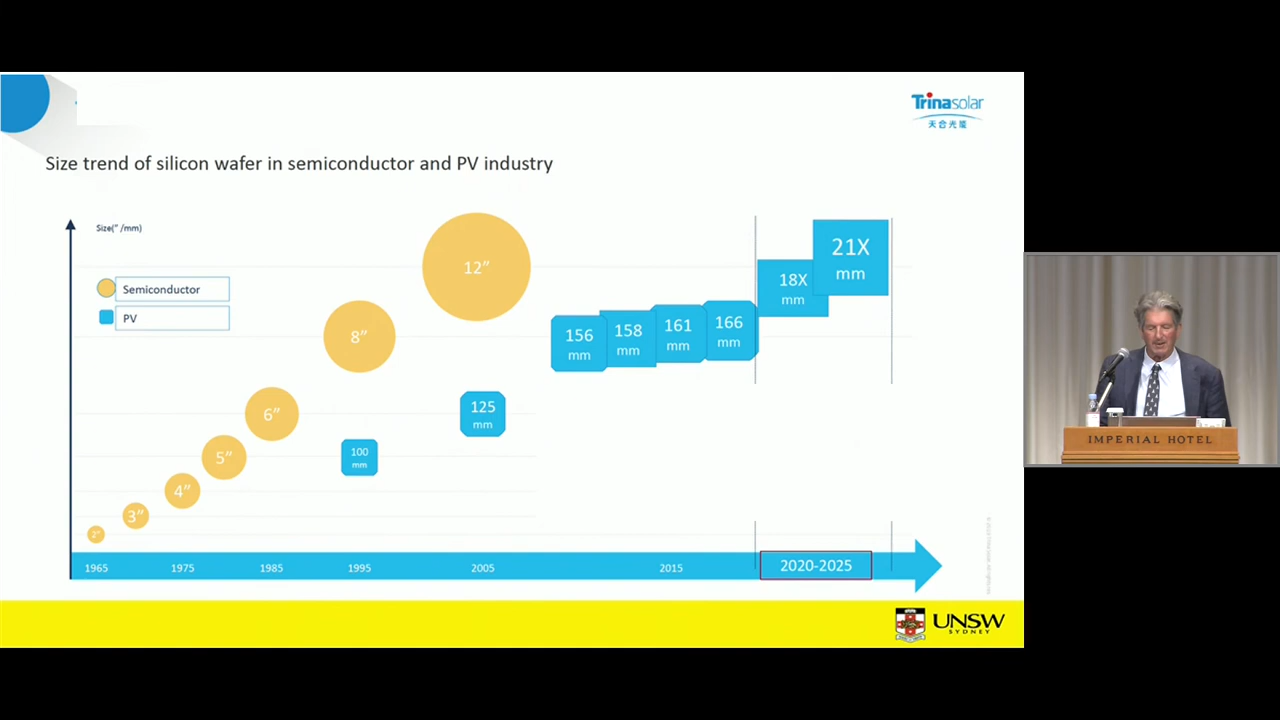 Trinasolar
天合光能
Size trend of silicon wafer in semiconductor and PV industry
Size(" /mm)
Semiconductor
PV
2"
3"
4"
5"
6"
8"
12"
100
mm
125
mm
156
mm
158
mm
161
mm
166
mm
18X
mm
21X
mm
1965
1975
1985
1995
2005
2015
2020-2025
UNSW
SYDNEY
IMPERIAL HOTEL